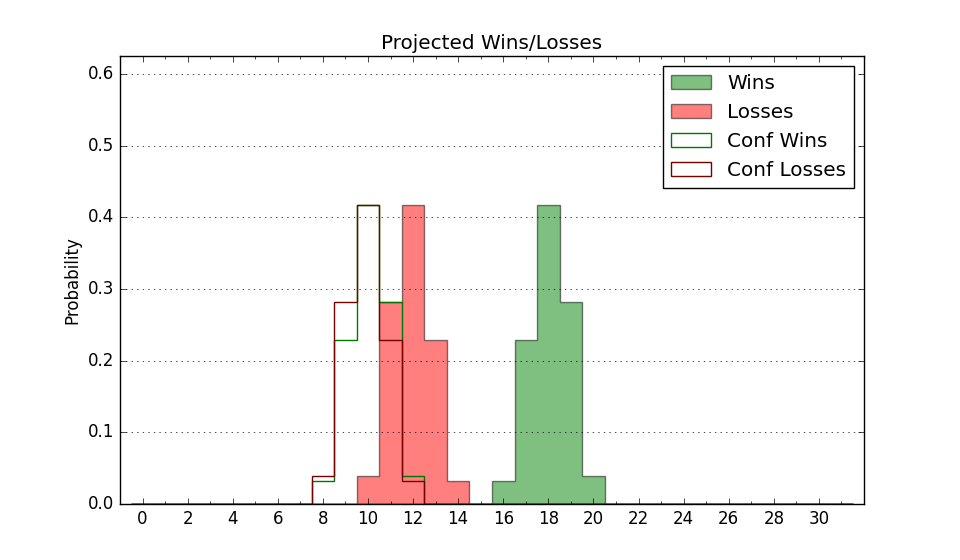 Projected Wins/Losses
Wins
Losses
Conf Wins
Conf Losses
Probability
0.6
0.5
0.4
0.3
0.2
0.1
0.0
0 2 4 6 8 10 12 14 16 18 20 22 24 26 28 30